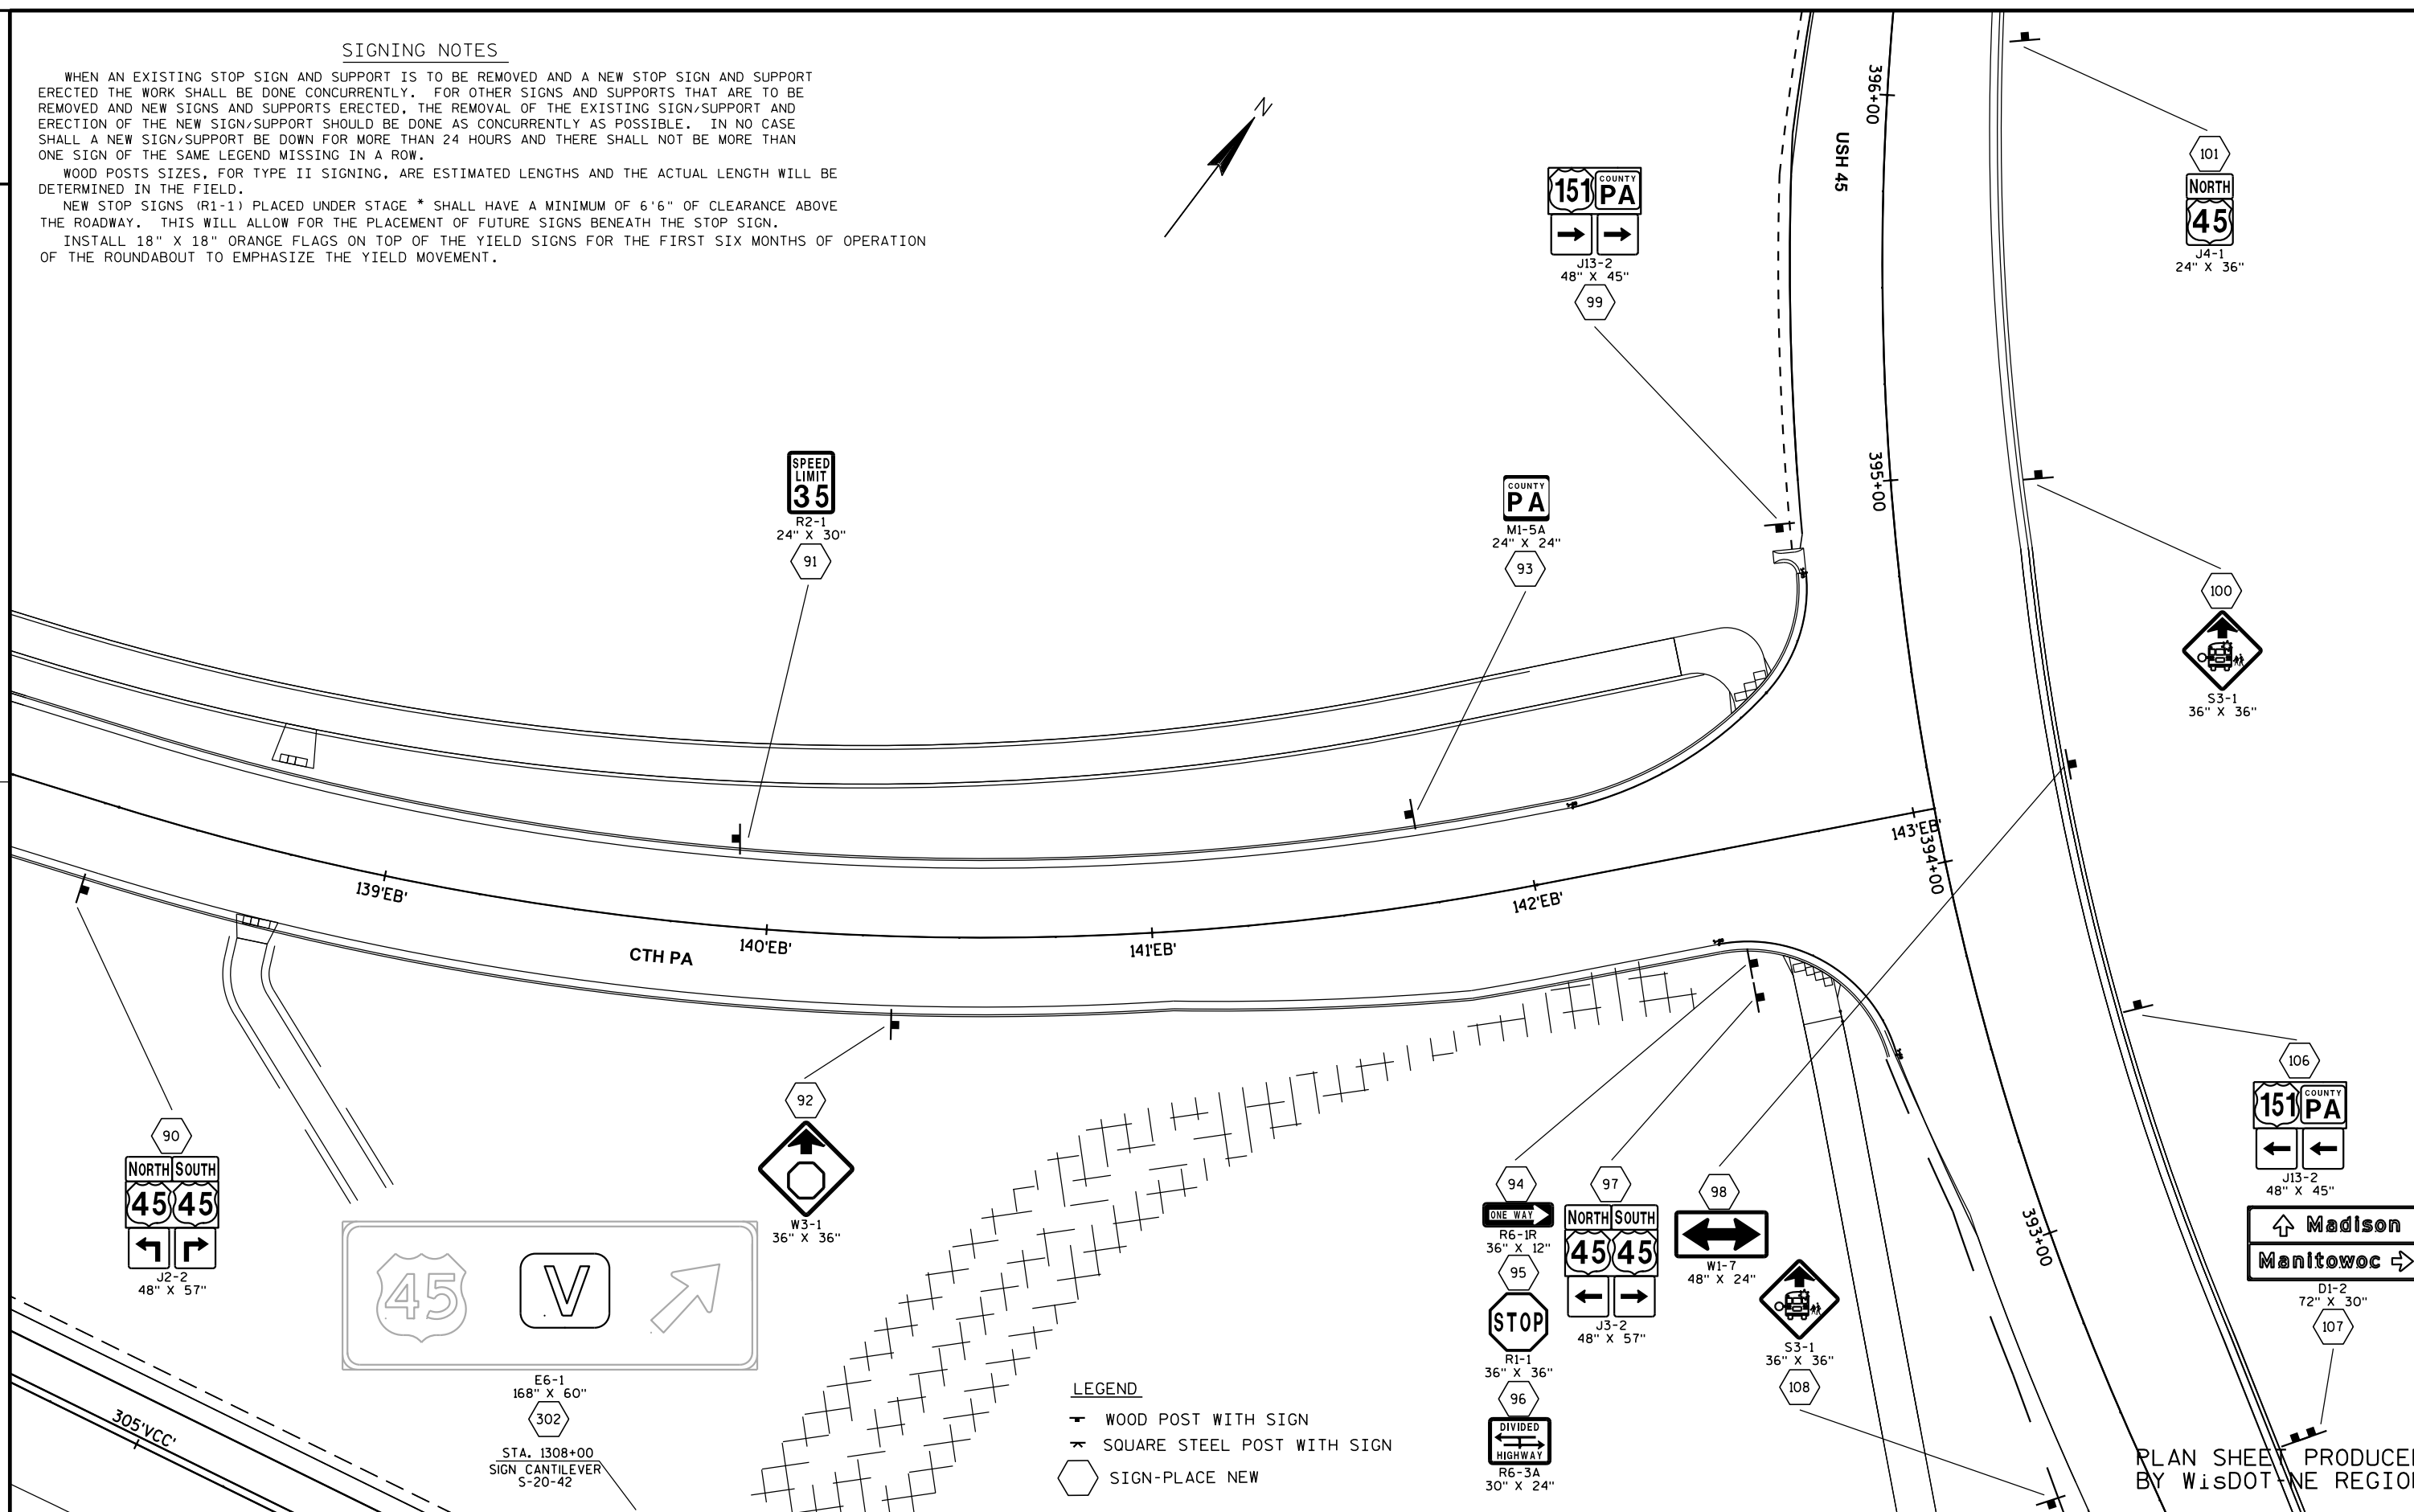 SIGNING NOTES
WHEN AN EXISTING STOP SIGN AND SUPPORT IS TO BE REMOVED AND A NEW STOP SIGN AND SUPPORT
ERECTED THE WORK SHALL BE DONE CONCURRENTLY. FOR OTHER SIGNS AND SUPPORTS THAT ARE TO BE
REMOVED AND NEW SIGNS AND SUPPORTS ERECTED, THE REMOVAL OF THE EXISTING SIGN/SUPPORT AND
ERECTION OF THE NEW SIGN/SUPPORT SHOULD BE DONE AS CONCURRENTLY AS POSSIBLE. IN NO CASE
SHALL A NEW SIGN/SUPPORT BE DOWN FOR MORE THAN 24 HOURS AND THERE SHALL NOT BE MORE THAN
ONE SIGN OF THE SAME LEGEND MISSING IN A ROW.
WOOD POSTS SIZES, FOR TYPE II SIGNING, ARE ESTIMATED LENGTHS AND THE ACTUAL LENGTH WILL BE
DETERMINED IN THE FIELD.
NEW STOP SIGNS (R1-1) PLACED UNDER STAGE * SHALL HAVE A MINIMUM OF 6'6" OF CLEARANCE ABOVE
THE ROADWAY. THIS WILL ALLOW FOR THE PLACEMENT OF FUTURE SIGNS BENEATH THE STOP SIGN.
INSTALL 18" X 18" ORANGE FLAGS ON TOP OF THE YIELD SIGNS FOR THE FIRST SIX MONTHS OF OPERATION
OF THE ROUNDABOUT TO EMPHASIZE THE YIELD MOVEMENT.
N
396+00
USH 45
395+00
151 COUNTY PA
J13-2
48" X 45"
99
101
NORTH
45
J4-1
24" X 36"
SPEED
LIMIT
35
R2-1
24" X 30"
91
COUNTY
PA
M1-5A
24" X 24"
93
100
S3-1
36" X 36"
139'EB'
140'EB'
141'EB'
142'EB'
143'EB'
394+00
393+00
CTH PA
90
NORTH SOUTH
45 45
J2-2
48" X 57"
92
W3-1
36" X 36"
45 V
E6-1
168" X 60"
302
STA. 1308+00
SIGN CANTILEVER
S-20-42
305'VCC'
LEGEND
WOOD POST WITH SIGN
SQUARE STEEL POST WITH SIGN
SIGN-PLACE NEW
94
ONE WAY
R6-1R
36" X 12"
95
STOP
R1-1
36" X 36"
96
DIVIDED
HIGHWAY
R6-3A
30" X 24"
97
NORTH SOUTH
45 45
J3-2
48" X 57"
98
W1-7
48" X 24"
S3-1
36" X 36"
108
106
151 COUNTY PA
J13-2
48" X 45"
Madison
Manitowoc
D1-2
72" X 30"
107
PLAN SHEET PRODUCED
BY WisDOT-NE REGION